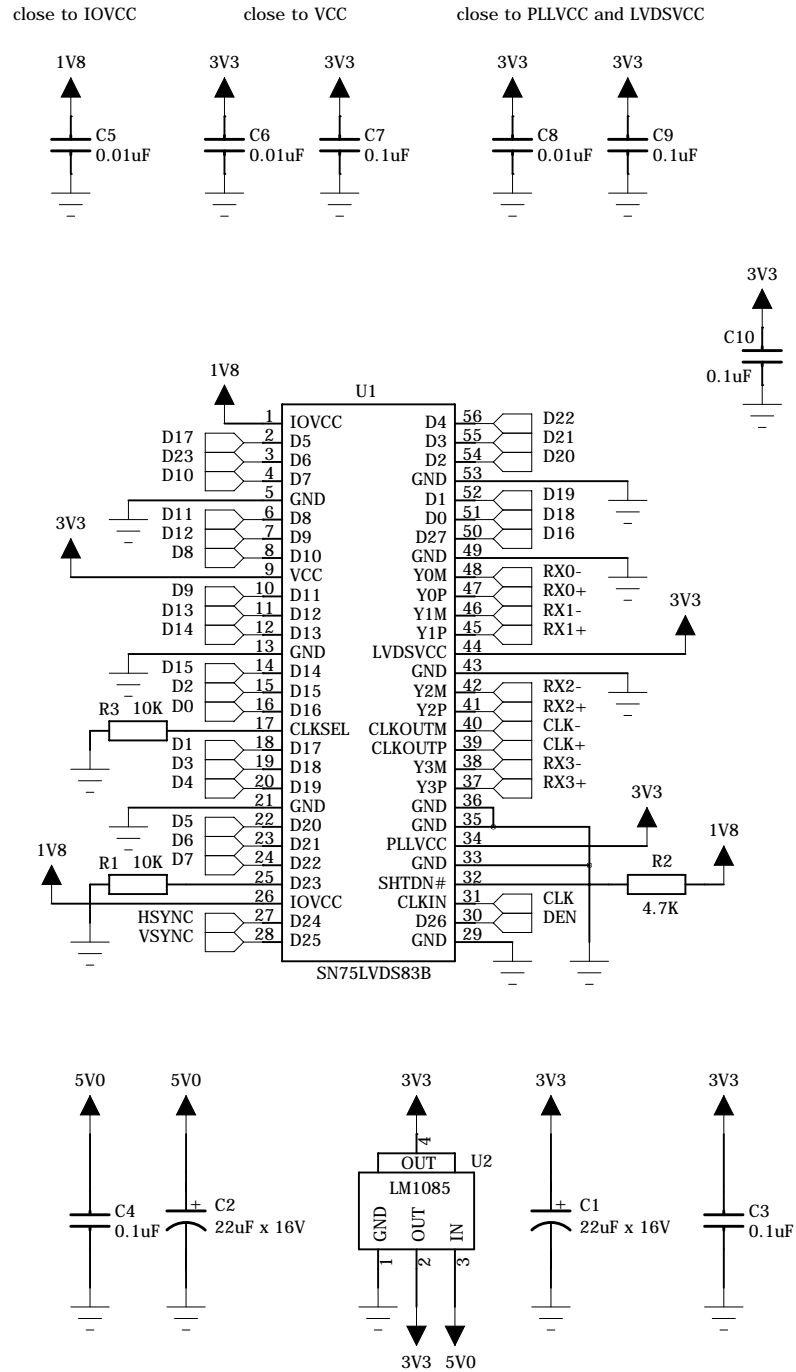 close to IOVCC close to VCC close to PLLVCC and LVDSVCC
1V8 3V3 3V3 3V3 3V3
C5 C6 C7 C8 C9
0.01uF 0.01uF 0.1uF 0.01uF 0.1uF
3V3
C10
0.1uF
1V8
U1
1 IOVCC D4 56 D22
D17 2 D5 D3 55 D21
D23 3 D6 D2 54 D20
D10 4 D7 GND 53
5 GND D1 52 D19
D11 6 D8 D0 51 D18
D12 7 D9 D27 50 D16
3V3
D8 8 D10 GND 49
9 VCC Y0M 48 RX0-
D9 10 D11 Y0P 47 RX0+
D13 11 D12 Y1M 46 RX1-
D14 12 D13 Y1P 45 RX1+
3V3
13 GND LVDSVCC 44
D15 14 D14 GND 43
D2 15 D15 Y2M 42 RX2-
D0 16 D16 Y2P 41 RX2+
R3 10K 17 CLKSEL CLKOUTM 40 CLK-
D1 18 D17 CLKOUTP 39 CLK+
D3 19 D18 Y3M 38 RX3-
D4 20 D19 Y3P 37 RX3+
21 GND GND 36
3V3
D5 22 D20 GND 35
D6 23 D21 PLLVCC 34
1V8
D7 24 D22 GND 33
1V8
R1 10K 25 D23 SHTDN# 32 R2
26 IOVCC CLKIN 31 CLK
4.7K
HSYNC 27 D24 D26 30 DEN
VSYNC 28 D25 GND 29
SN75LVDS83B
5V0 5V0 3V3 3V3 3V3
4
OUT U2
LM1085
C4 C2 C1 C3
0.1uF + 22uF x 16V + 22uF x 16V 0.1uF
GND OUT IN
1 2 3
3V3 5V0